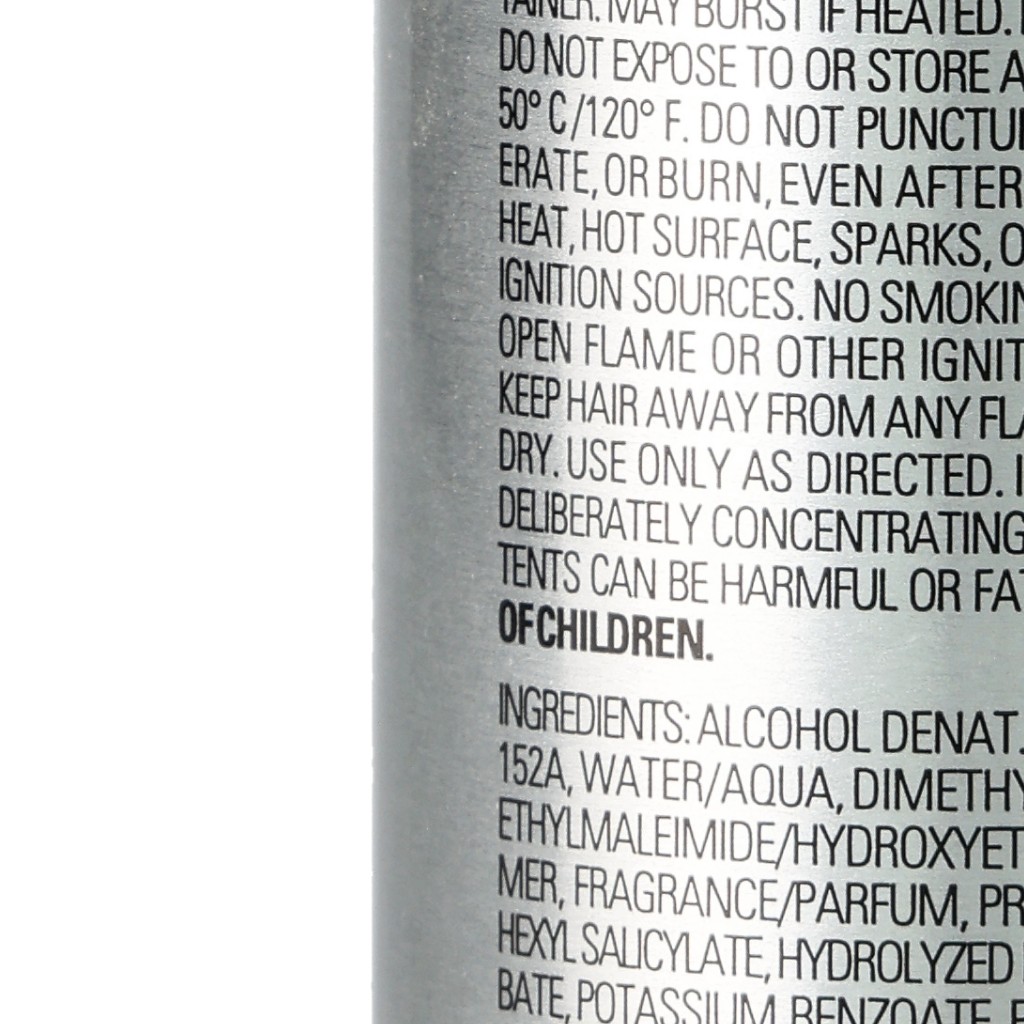 TAINER. MAY BURST IF HEATED.
DO NOT EXPOSE TO OR STORE A
50° C/120° F. DO NOT PUNCTU
ERATE, OR BURN, EVEN AFTER
HEAT, HOT SURFACE, SPARKS, O
IGNITION SOURCES. NO SMOKIN
OPEN FLAME OR OTHER IGNIT
KEEP HAIR AWAY FROM ANY FLA
DRY. USE ONLY AS DIRECTED. I
DELIBERATELY CONCENTRATING
TENTS CAN BE HARMFUL OR FAT
OF CHILDREN.
INGREDIENTS: ALCOHOL DENAT.
152A, WATER/AQUA, DIMETHY
ETHYLMALEIMIDE/HYDROXYET
MER, FRAGRANCE/PARFUM, PR
HEXYL SALICYLATE, HYDROLYZED
BATE, POTASSIUM BENZOATE,